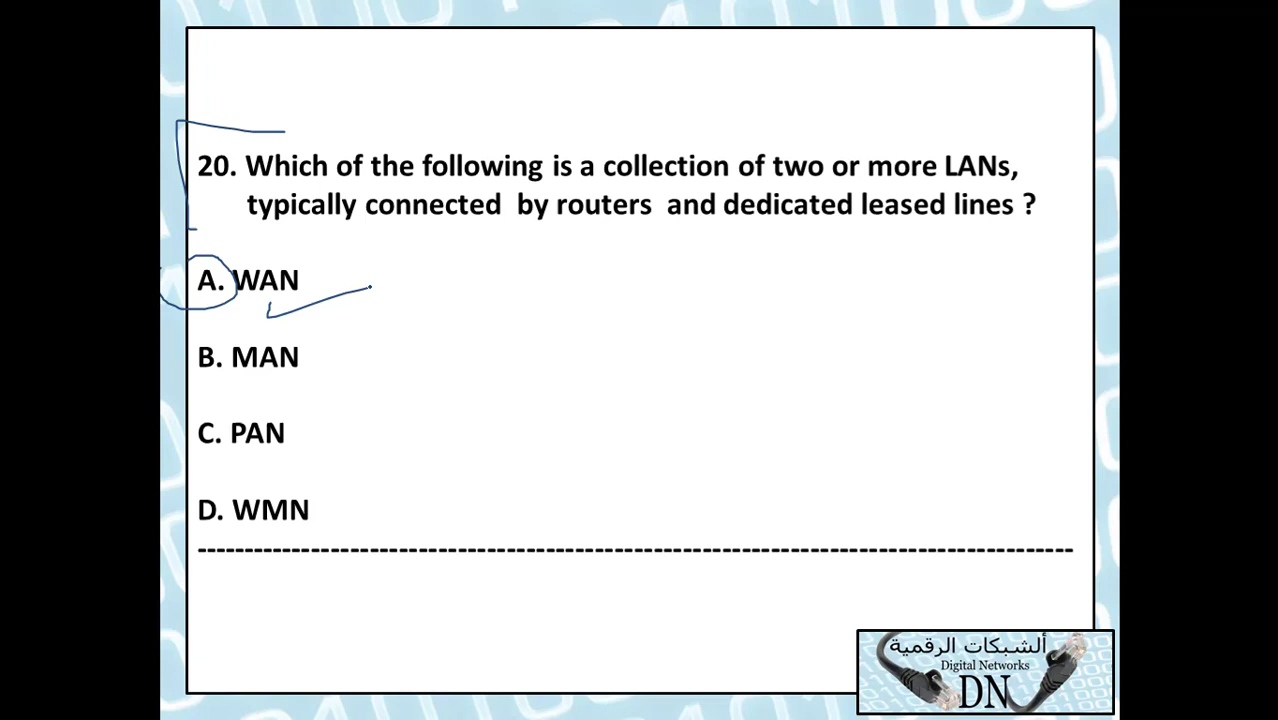 20. Which of the following is a collection of two or more LANs,
typically connected by routers and dedicated leased lines ?
A. WAN
B. MAN
C. PAN
D. WMN
--------------------------------------------------------------------------------
ألشبكات الرقمية
Digital Networks
DN